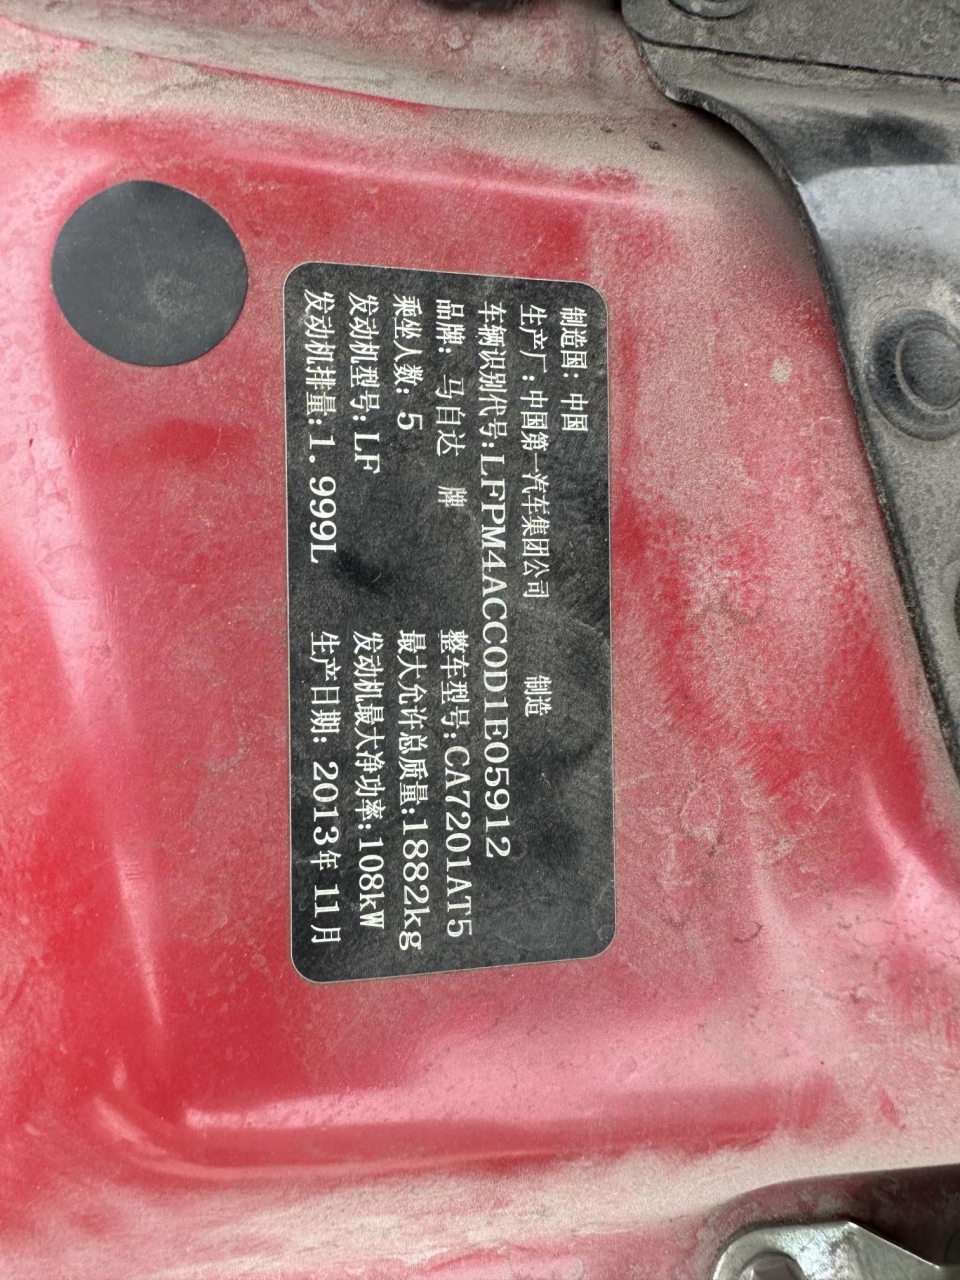 制造国: 中国
生产厂: 中国第一汽车集团公司 制造
车辆识别代号: LFPM4ACC0D1E05912
品牌: 马自达 牌 整车型号: CA7201AT5
乘坐人数: 5 最大允许总质量: 1882kg
发动机型号: LF 发动机最大净功率: 108kW
发动机排量: 1.999L 生产日期: 2013年11月